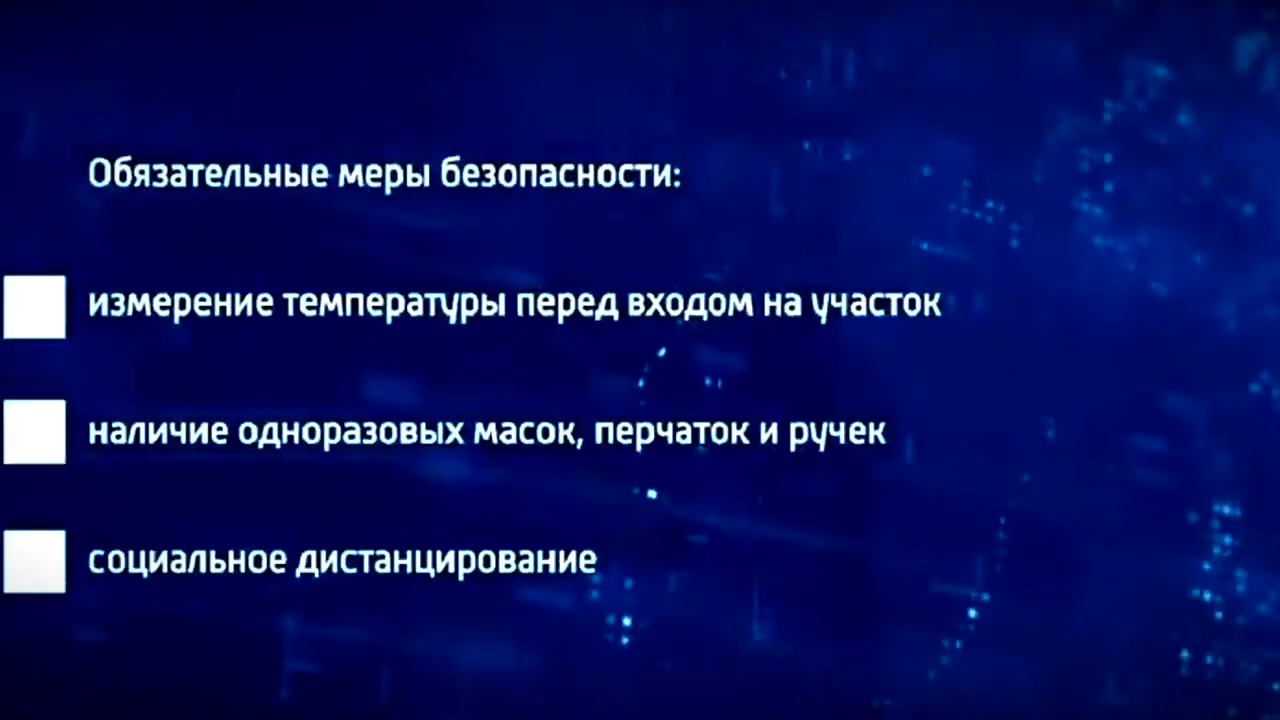 Обязательные меры безопасности:
измерение температуры перед входом на участок
наличие одноразовых масок, перчаток и ручек
социальное дистанцирование